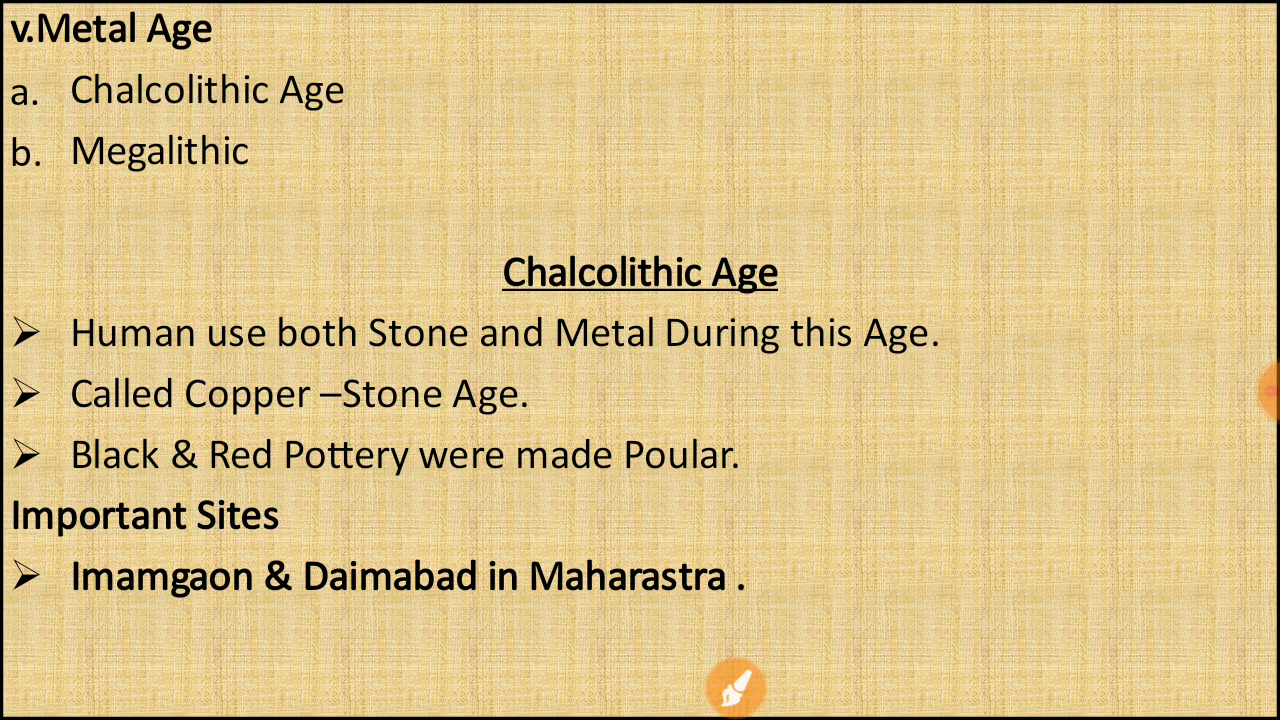 v.Metal Age
a. Chalcolithic Age
b. Megalithic
Chalcolithic Age
➢ Human use both Stone and Metal During this Age.
➢ Called Copper –Stone Age.
➢ Black & Red Pottery were made Poular.
Important Sites
➢ Imamgaon & Daimabad in Maharastra .